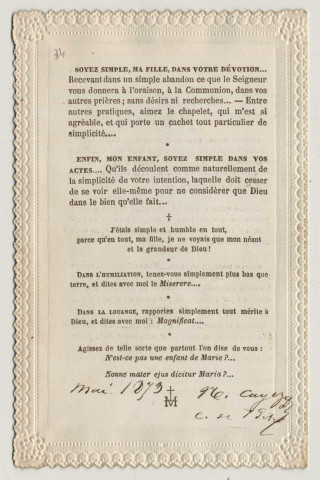 34
SOYEZ SIMPLE, MA FILLE, DANS VOTRE DÉVOTION...
Recevant dans un simple abandon ce que le Seigneur
vous donnera à l'oraison, à la Communion, dans vos
autres prières ; sans désirs ni recherches... — Entre
autres pratiques, aimez le chapelet, qui m'est si
agréable, et qui porte un cachet tout particulier de
simplicité....
*
ENFIN, MON ENFANT, SOYEZ SIMPLE DANS VOS
ACTES.... Qu'ils découlent comme naturellement de
la simplicité de votre intention, laquelle doit cesser
de se voir elle-même pour ne considérer que Dieu
dans le bien qu'elle fait...
†
J'étais simple et humble en tout,
parce qu'en tout, ma fille, je ne voyais que mon néant
et la grandeur de Dieu !
*
DANS L'HUMILIATION, tenez-vous simplement plus bas que
terre, et dites avec moi le Miserere....
*
DANS LA LOUANGE, rapportez simplement tout mérite à
Dieu, et dites avec moi : Magnificat....
*
Agissez de telle sorte que partout l'on dise de vous :
N'est-ce pas une enfant de Marie ?...
Nonne mater ejus dicitur Maria ?...
Mai 1873